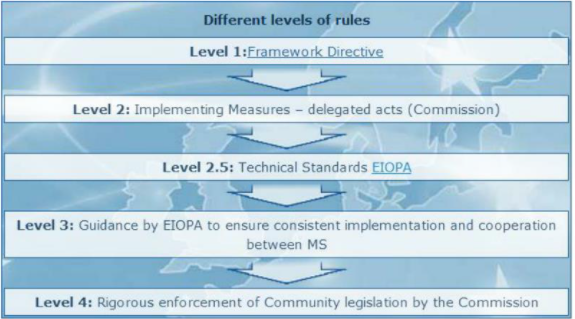 Different levels of rules
Level 1:Framework Directive
Level 2: Implementing Measures – delegated acts (Commission)
Level 2.5: Technical Standards EIOPA
Level 3: Guidance by EIOPA to ensure consistent implementation and cooperation
between MS
Level 4: Rigorous enforcement of Community legislation by the Commission